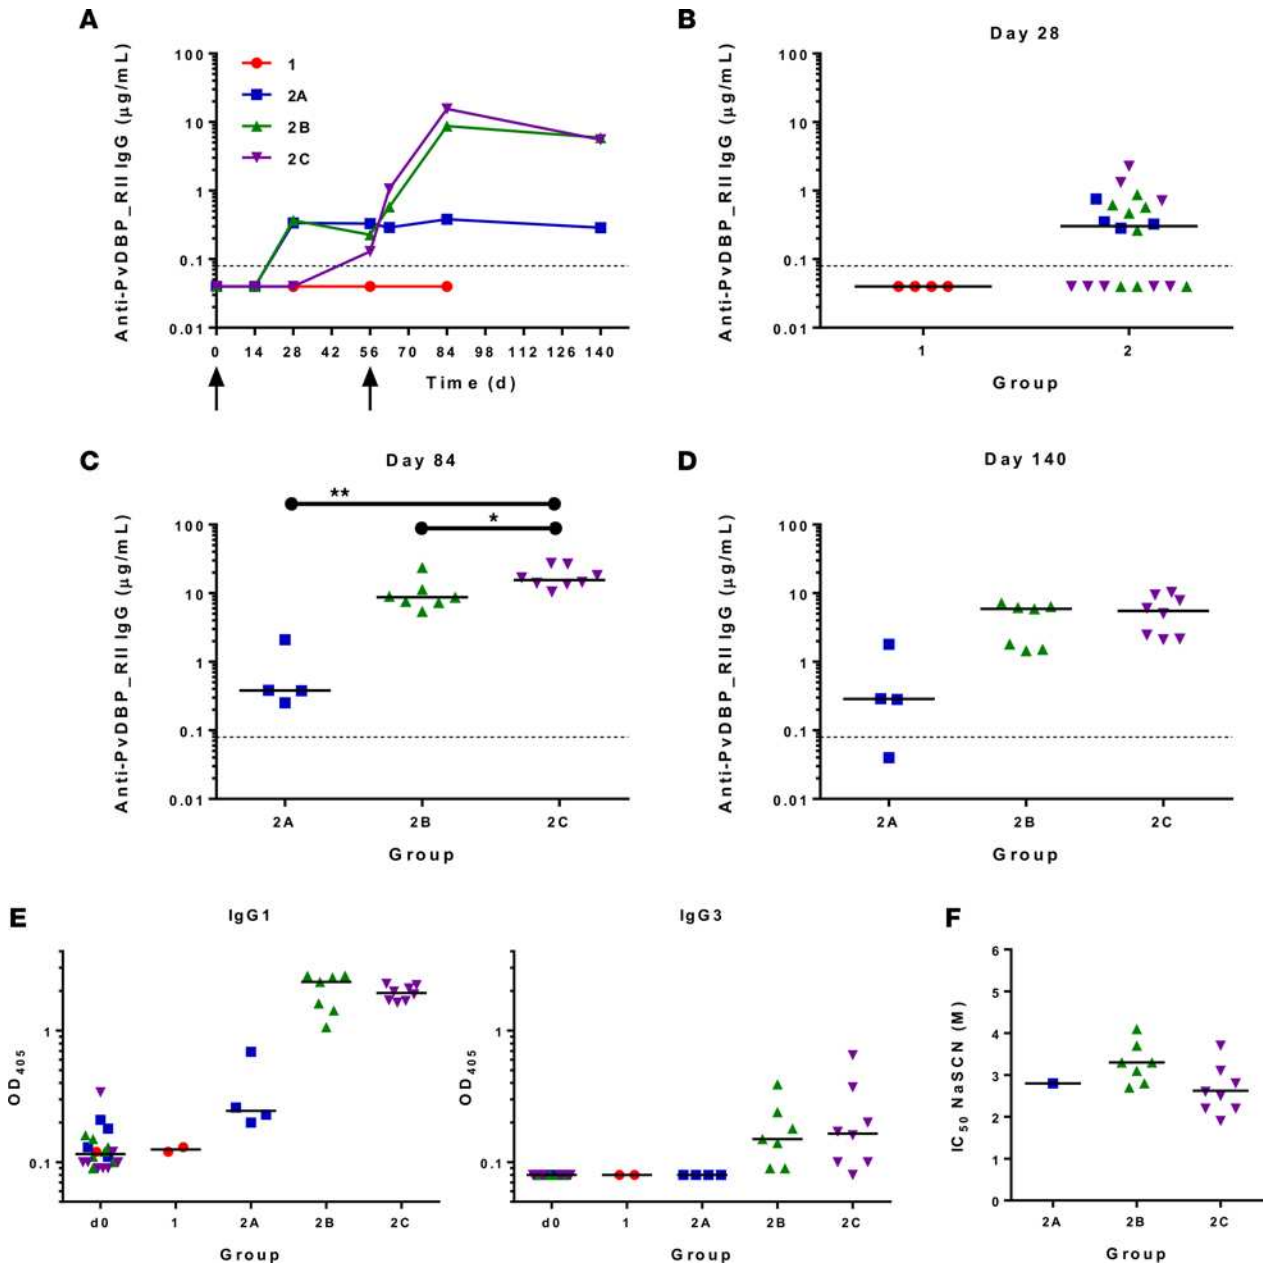 A
Anti-PvDBP_RII IgG (μg/mL)
100
10
1
0.1
0.01
1
2A
2B
2C
0 14 28 42 56 70 84 98 112 126 140
Time (d)
B
Day 28
Anti-PvDBP_RII IgG (μg/mL)
100
10
1
0.1
0.01
1 2
Group
C
Day 84
Anti-PvDBP_RII IgG (μg/mL)
100
10
1
0.1
0.01
**
*
2A 2B 2C
Group
D
Day 140
Anti-PvDBP_RII IgG (μg/mL)
100
10
1
0.1
0.01
2A 2B 2C
Group
E
IgG1
OD405
1
0.1
d0 1 2A 2B 2C
Group
IgG3
OD405
1
0.1
d0 1 2A 2B 2C
Group
F
IC50 NaSCN (M)
6
5
4
3
2
1
0
2A 2B 2C
Group